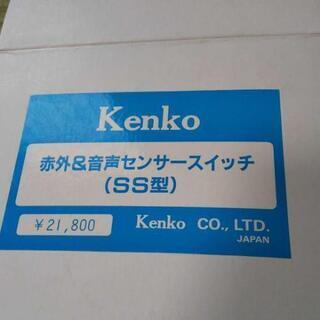 Kenko
赤外&音声センサースイッチ
(SS型)
¥21,800
Kenko CO., LTD.
JAPAN